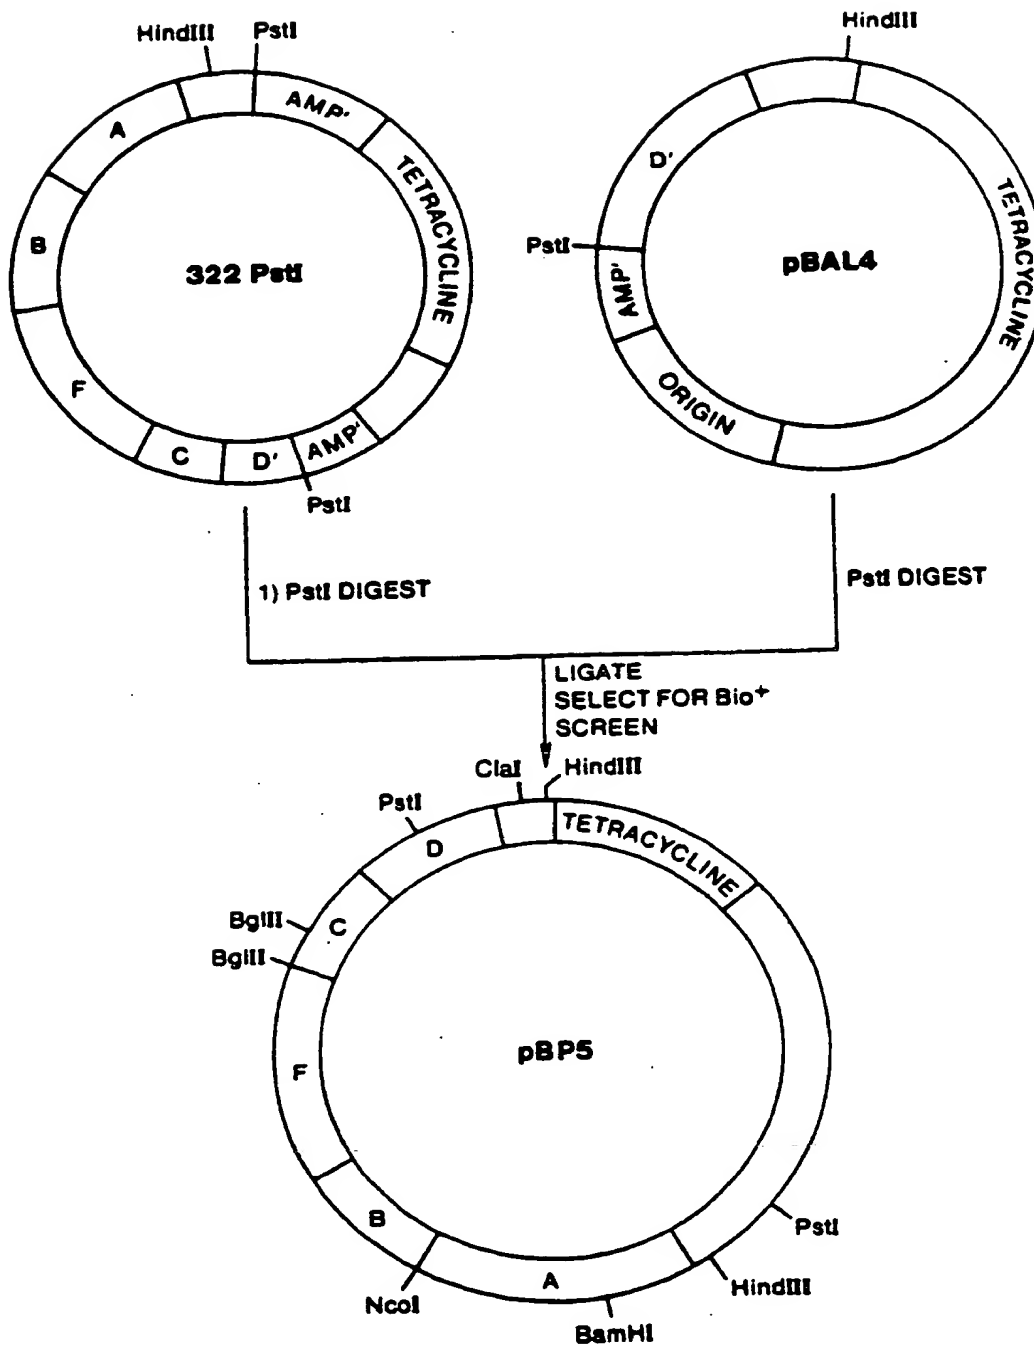 HindIII PstI
AMP'
A
TETRACYCLINE
B
322 PstI
F
C
D'
AMP'
PstI
HindIII
D'
TETRACYCLINE
PstI
pBAL4
AMP'
ORIGIN
1) PstI DIGEST
PstI DIGEST
LIGATE
SELECT FOR Bio+
SCREEN
ClaI HindIII
PstI
D
TETRACYCLINE
BglII
C
BglII
F
pBP5
B
PstI
A
HindIII
NcoI
BamHI